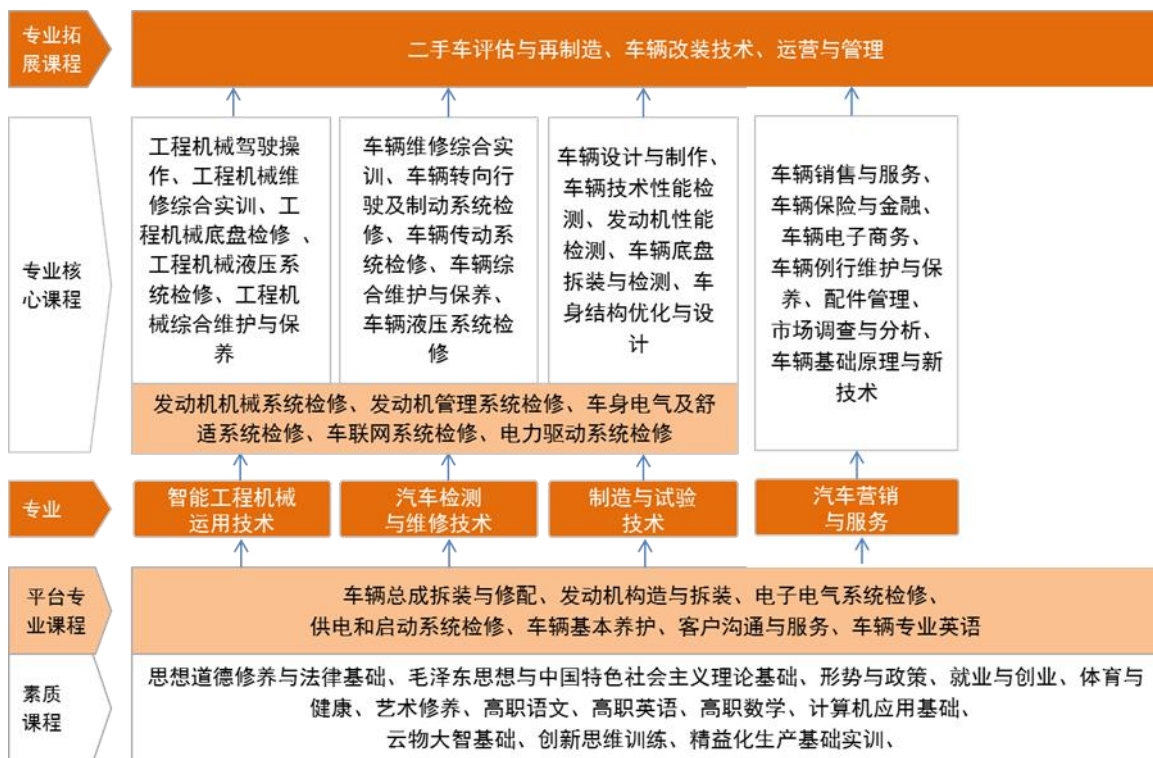 专业拓
展课程
二手车评估与再制造、车辆改装技术、运营与管理
专业核
心课程
工程机械驾驶操
作、工程机械维
修综合实训、工
程机械底盘检修 、
工程机械液压系
统检修、工程机
械综合维护与保
养
车辆维修综合实
训、车辆转向行
驶及制动系统检
修、车辆传动系
统检修、车辆综
合维护与保养、
车辆液压系统检
修
车辆设计与制作、
车辆技术性能检
测、发动机性能
检测、车辆底盘
拆装与检测、车
身结构优化与设
计
车辆销售与服务、
车辆保险与金融、
车辆电子商务、
车辆例行维护与保
养、配件管理、
市场调查与分析、
车辆基础原理与新
技术
发动机机械系统检修、发动机管理系统检修、车身电气及舒
适系统检修、车联网系统检修、电力驱动系统检修
专业
智能工程机械
运用技术
汽车检测
与维修技术
制造与试验
技术
汽车营销
与服务
平台专
业课程
车辆总成拆装与修配、发动机构造与拆装、电子电气系统检修、
供电和启动系统检修、车辆基本养护、客户沟通与服务、车辆专业英语
素质
课程
思想道德修养与法律基础、毛泽东思想与中国特色社会主义理论基础、形势与政策、就业与创业、体育与
健康、艺术修养、高职语文、高职英语、高职数学、计算机应用基础、
云物大智基础、创新思维训练、精益化生产基础实训、